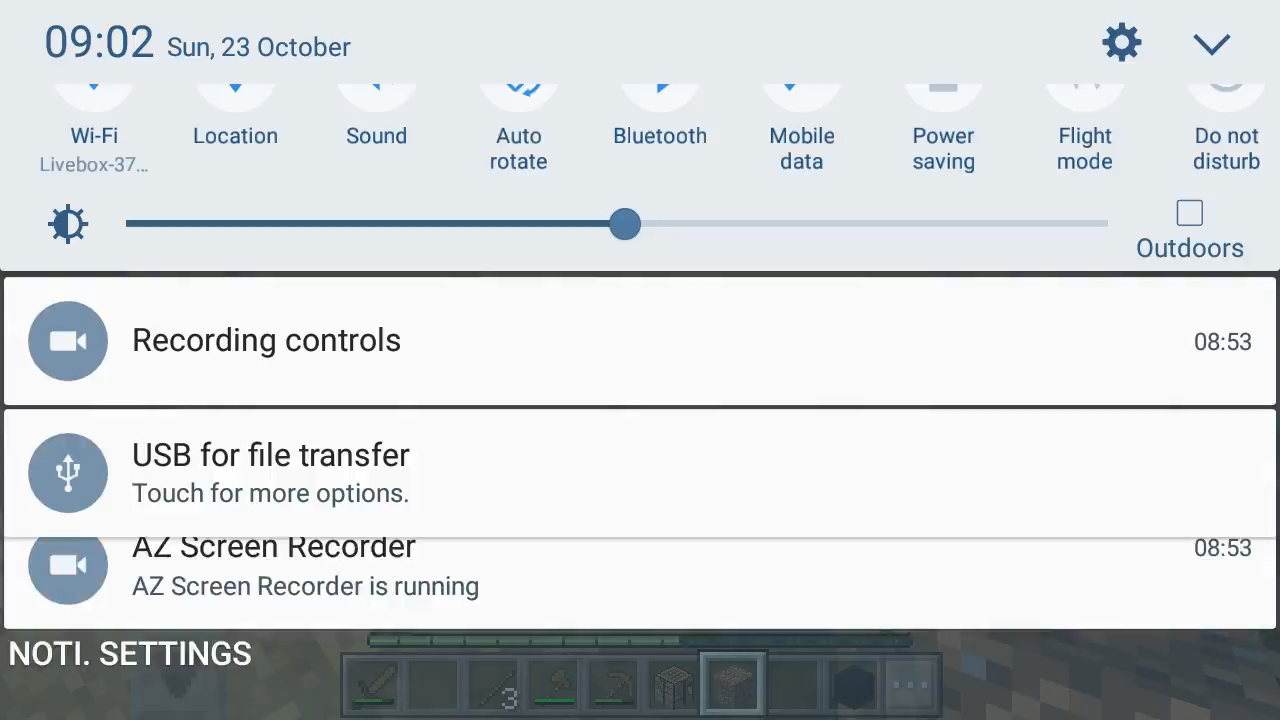 09:02 Sun, 23 October
Wi-Fi Location Sound Auto rotate Bluetooth Mobile data Power saving Flight mode Do not disturb
Livebox-37...
Outdoors
Recording controls 08:53
USB for file transfer
Touch for more options.
AZ Screen Recorder 08:53
AZ Screen Recorder is running
NOTI. SETTINGS
3